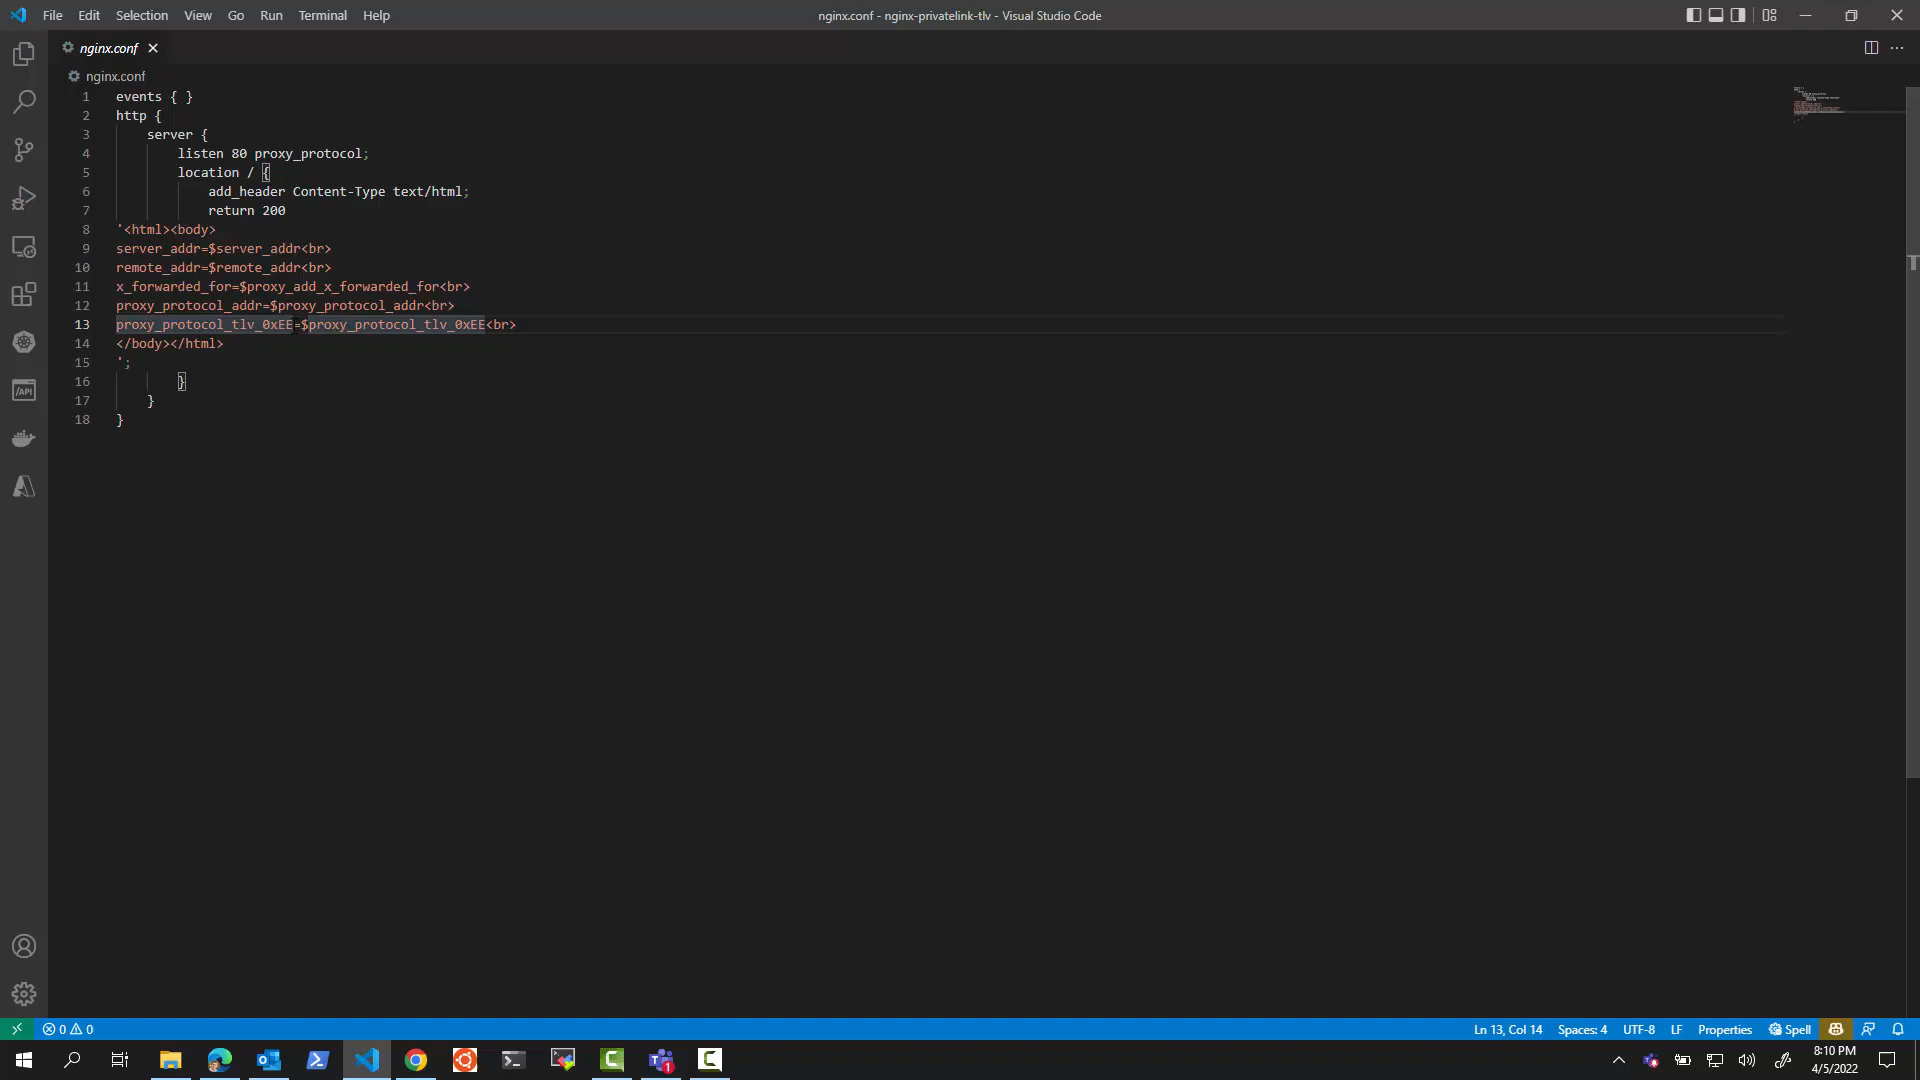 File Edit Selection View Go Run Terminal Help
nginx.conf - nginx-privatelink-tlv - Visual Studio Code
nginx.conf
nginx.conf
1 events { }
2 http {
3 server {
4 listen 80 proxy_protocol;
5 location / {
6 add_header Content-Type text/html;
7 return 200
8 '<html><body>
9 server_addr=$server_addr<br>
10 remote_addr=$remote_addr<br>
11 x_forwarded_for=$proxy_add_x_forwarded_for<br>
12 proxy_protocol_addr=$proxy_protocol_addr<br>
13 proxy_protocol_tlv_0xEE=$proxy_protocol_tlv_0xEE<br>
14 </body></html>
15 ';
16 }
17 }
18 }
/API
0 0
Ln 13, Col 14 Spaces: 4 UTF-8 LF Properties Spell
1
8:10 PM
4/5/2022